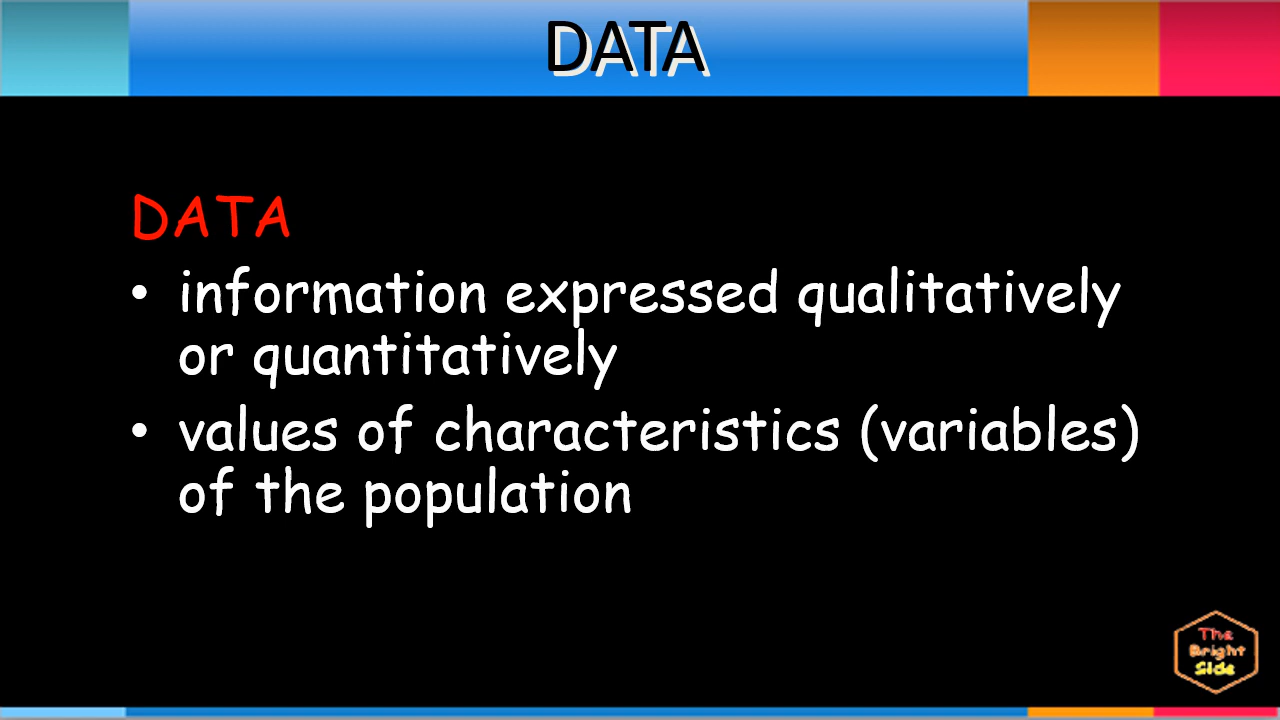 DATA
DATA
• information expressed qualitatively
or quantitatively
• values of characteristics (variables)
of the population
The
Bright
Side